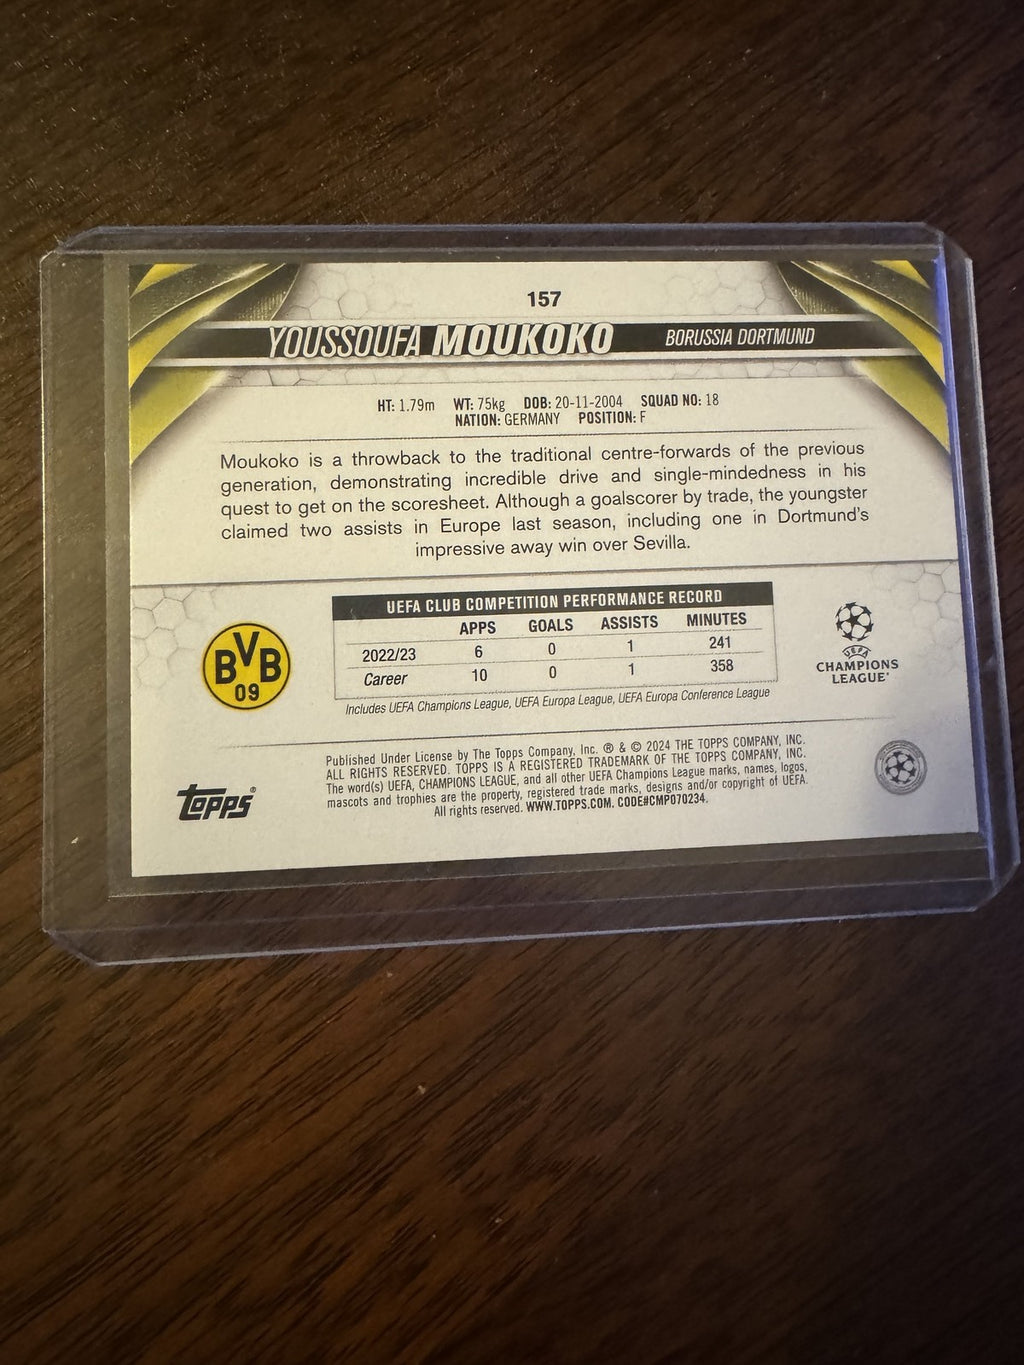 157
YOUSSOUFA MOUKOKO BORUSSIA DORTMUND
HT: 1.79m WT: 75kg DOB: 20-11-2004 SQUAD NO: 18
NATION: GERMANY POSITION: F
Moukoko is a throwback to the traditional centre-forwards of the previous
generation, demonstrating incredible drive and single-mindedness in his
quest to get on the scoresheet. Although a goalscorer by trade, the youngster
claimed two assists in Europe last season, including one in Dortmund's
impressive away win over Sevilla.
UEFA CLUB COMPETITION PERFORMANCE RECORD
APPS GOALS ASSISTS MINUTES
2022/23 6 0 1 241
Career 10 0 1 358
Includes UEFA Champions League, UEFA Europa League, UEFA Europa Conference League
BVB
09
UEFA
CHAMPIONS
LEAGUE®
Published Under License by The Topps Company, Inc. ® & © 2024 THE TOPPS COMPANY, INC.
ALL RIGHTS RESERVED. TOPPS IS A REGISTERED TRADEMARK OF THE TOPPS COMPANY, INC.
The word(s) UEFA, CHAMPIONS LEAGUE, and all other UEFA Champions League marks, names, logos,
mascots and trophies are the property, registered trade marks, designs and/or copyright of UEFA.
All rights reserved. WWW.TOPPS.COM. CODE#CMP070234.
Topps®